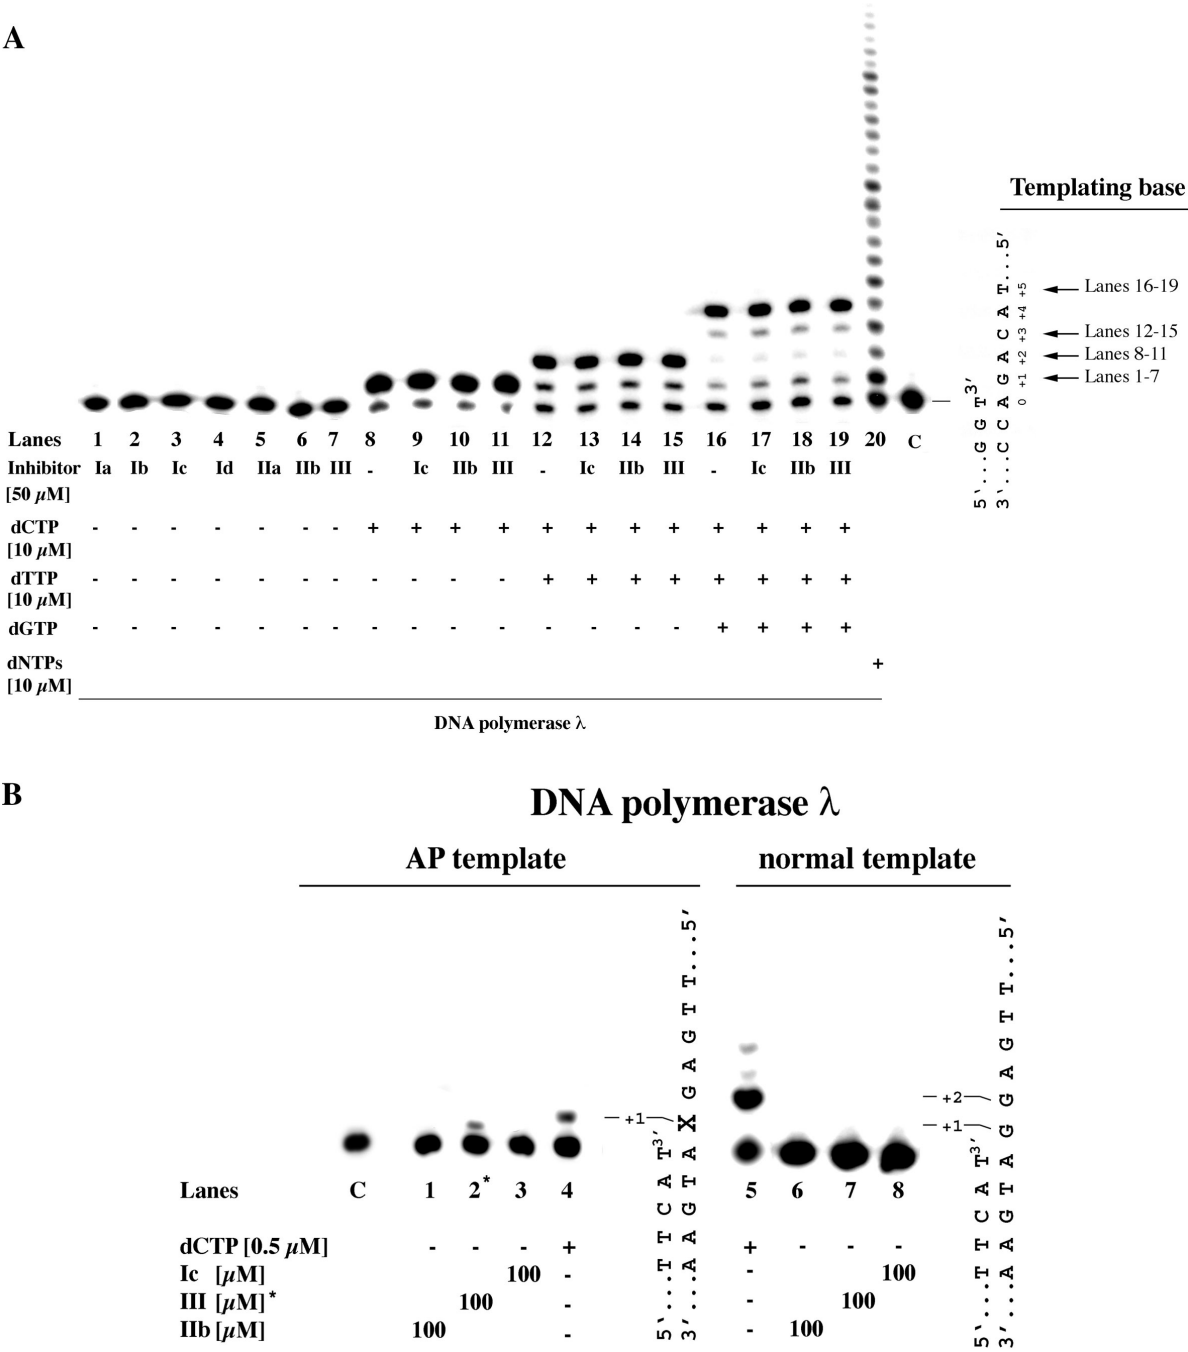 A
Templating base
5'...G G T 3'
3'...C C A G A C A T...5'
0 +1 +2 +3 +4 +5
Lanes 16-19
Lanes 12-15
Lanes 8-11
Lanes 1-7
Lanes 1 2 3 4 5 6 7 8 9 10 11 12 13 14 15 16 17 18 19 20 C
Inhibitor Ia Ib Ic Id IIa IIb III - Ic IIb III - Ic IIb III - Ic IIb III
[50 µM]
dCTP - - - - - - - + + + + + + + + + + + +
[10 µM]
dTTP - - - - - - - - - - - + + + + + + + +
[10 µM]
dGTP - - - - - - - - - - - - - - - + + + +
dNTPs +
[10 µM]
DNA polymerase λ
B
DNA polymerase λ
AP template normal template
5'...T T C A T 3'
3'...A A G T A X G A G T T...5'
+1
5'...T T C A T 3'
3'...A A G T A G G A G T T...5'
+2
+1
Lanes C 1 2* 3 4 5 6 7 8
dCTP [0.5 µM] - - - + + - - -
Ic [µM] 100 - - 100
III [µM]* 100 - - 100
IIb [µM] 100 - - 100